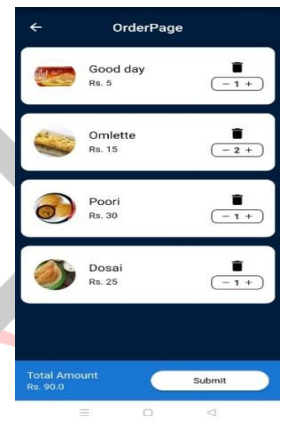 OrderPage
Good day
Rs. 5
− 1 +
Omlette
Rs. 15
− 2 +
Poori
Rs. 30
− 1 +
Dosai
Rs. 25
− 1 +
Total Amount
Rs. 90.0
Submit